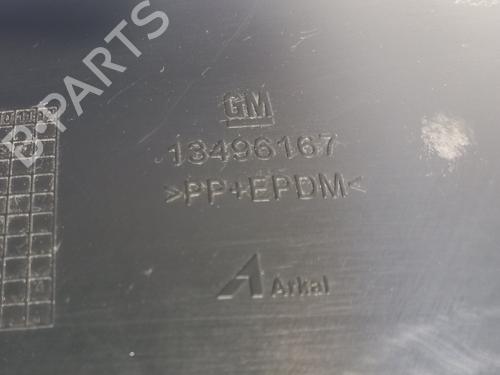 B-PARTS
GM
13496167
>PP+EPDM<
Arkal